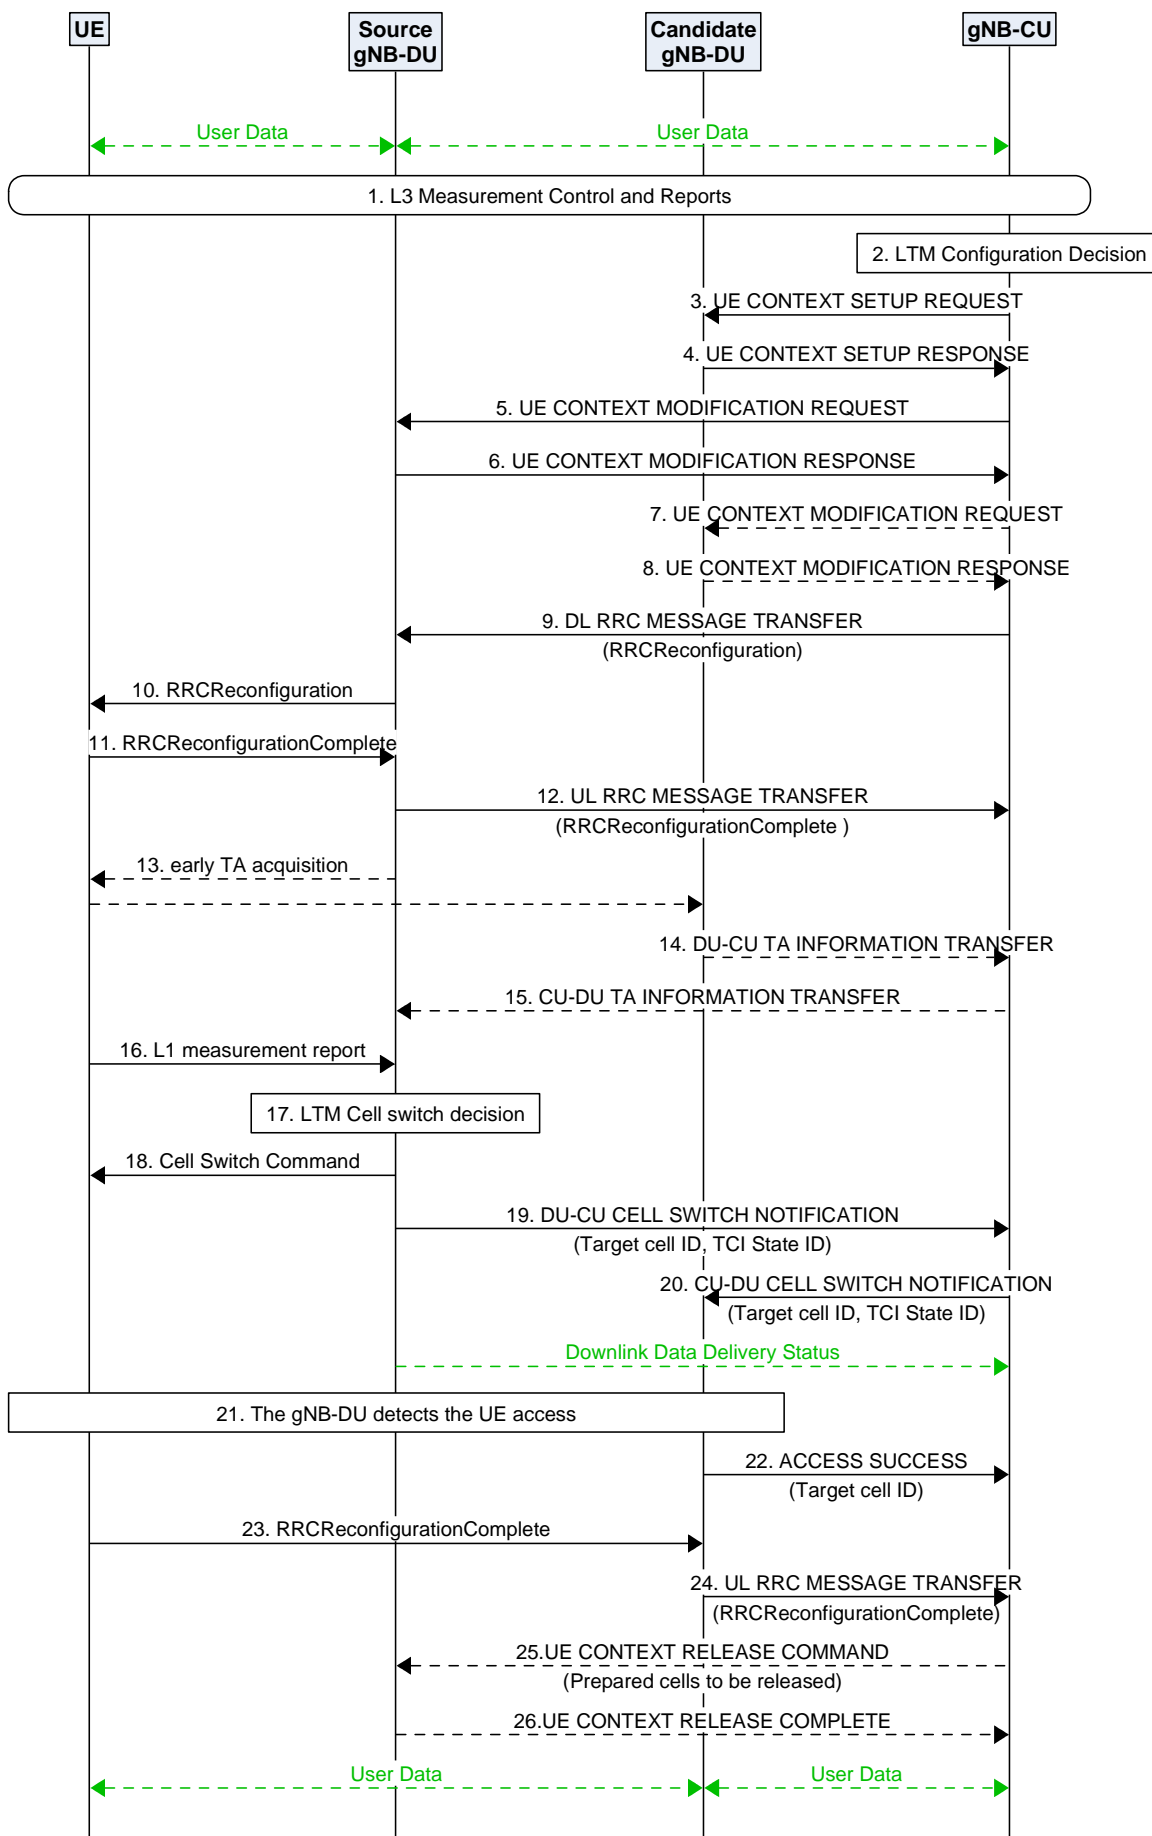 UE
Source
gNB-DU
Candidate
gNB-DU
gNB-CU
User Data
User Data
1. L3 Measurement Control and Reports
2. LTM Configuration Decision
3. UE CONTEXT SETUP REQUEST
4. UE CONTEXT SETUP RESPONSE
5. UE CONTEXT MODIFICATION REQUEST
6. UE CONTEXT MODIFICATION RESPONSE
7. UE CONTEXT MODIFICATION REQUEST
8. UE CONTEXT MODIFICATION RESPONSE
9. DL RRC MESSAGE TRANSFER
(RRCReconfiguration)
10. RRCReconfiguration
11. RRCReconfigurationComplete
12. UL RRC MESSAGE TRANSFER
(RRCReconfigurationComplete )
13. early TA acquisition
14. DU-CU TA INFORMATION TRANSFER
15. CU-DU TA INFORMATION TRANSFER
16. L1 measurement report
17. LTM Cell switch decision
18. Cell Switch Command
19. DU-CU CELL SWITCH NOTIFICATION
(Target cell ID, TCI State ID)
20. CU-DU CELL SWITCH NOTIFICATION
(Target cell ID, TCI State ID)
Downlink Data Delivery Status
21. The gNB-DU detects the UE access
22. ACCESS SUCCESS
(Target cell ID)
23. RRCReconfigurationComplete
24. UL RRC MESSAGE TRANSFER
(RRCReconfigurationComplete)
25.UE CONTEXT RELEASE COMMAND
(Prepared cells to be released)
26.UE CONTEXT RELEASE COMPLETE
User Data
User Data